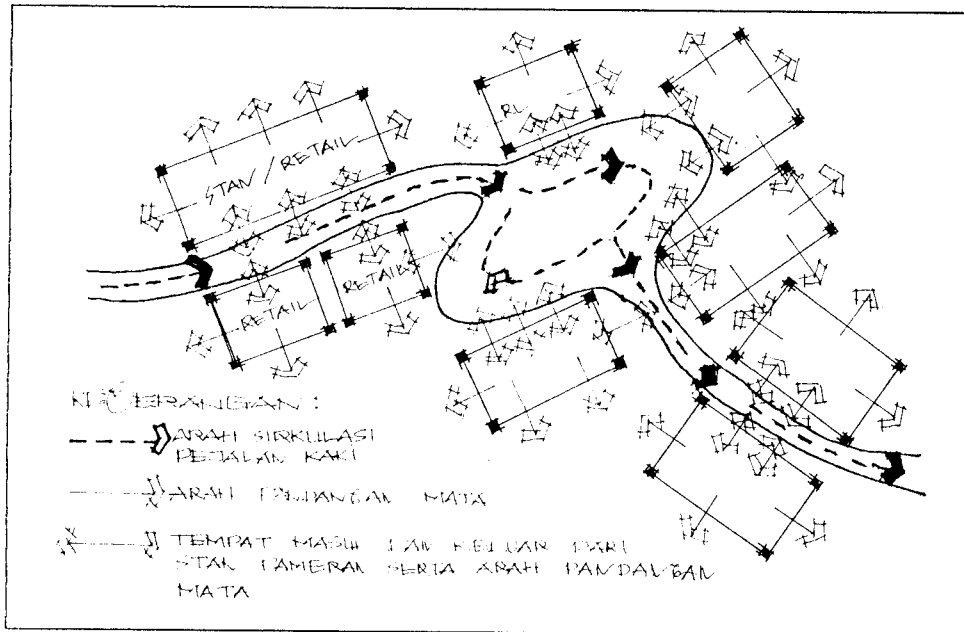 STAN / RETAIL
RETAIL
RETAIL
KETERANGAN :
ARAH SIRKULASI
PEJALAN KAKI
ARAH PANDANGAN MATA
TEMPAT MASUK DAN KELUAR DARI
STAN PAMERAN SERTA ARAH PANDANGAN
MATA